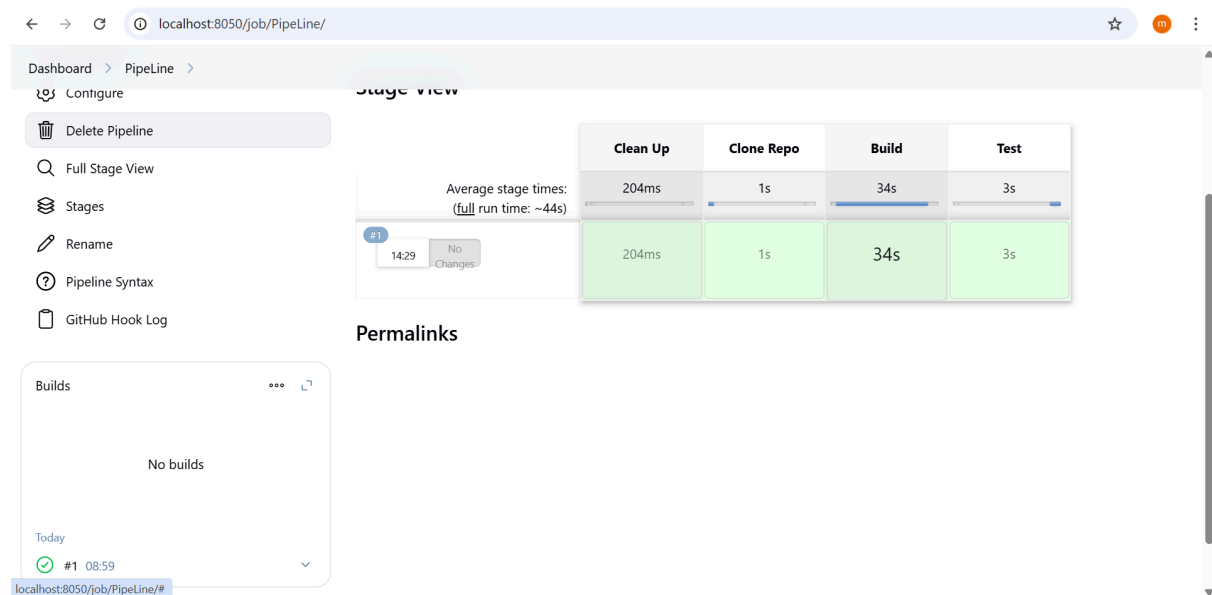 localhost:8050/job/PipeLine/
m
Dashboard > PipeLine >
Configure
Delete Pipeline
Full Stage View
Stages
Rename
Pipeline Syntax
GitHub Hook Log
Builds
No builds
Today
#1 08:59
localhost:8050/job/PipeLine/#
Stage View
Clean Up Clone Repo Build Test
Average stage times: 204ms 1s 34s 3s
(full run time: ~44s)
#1
14:29 No Changes 204ms 1s 34s 3s
Permalinks